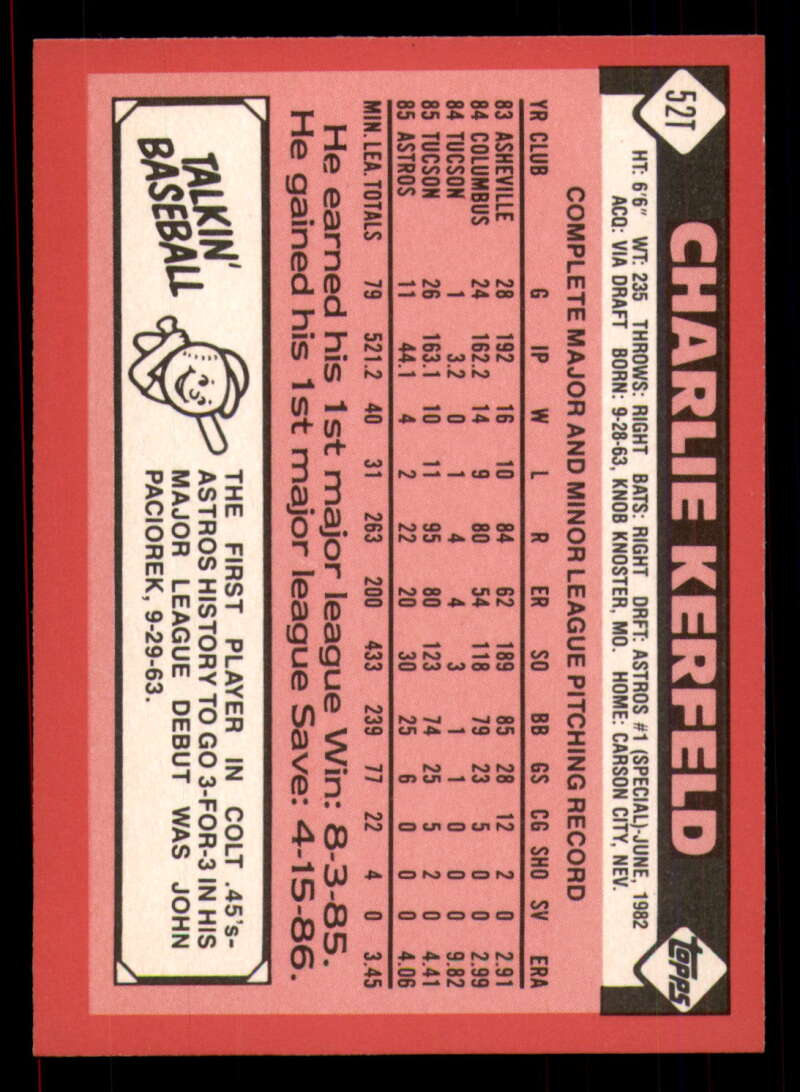 52T
CHARLIE KERFELD
topps
HT: 6'6" WT: 235 THROWS: RIGHT BATS: RIGHT DRFT: ASTROS #1 (SPECIAL)-JUNE, 1982
ACQ: VIA DRAFT BORN: 9-28-63, KNOB KNOSTER, MO. HOME: CARSON CITY, NEV.
COMPLETE MAJOR AND MINOR LEAGUE PITCHING RECORD
YR CLUB G IP W L R ER SO BB GS CG SHO SV ERA
83 ASHEVILLE 28 192 16 10 84 62 189 85 28 12 2 0 2.91
84 COLUMBUS 24 162.2 14 9 80 54 118 79 23 5 0 0 2.99
84 TUCSON 1 3.2 0 1 4 4 3 1 1 0 0 0 9.82
85 TUCSON 26 163.1 10 11 95 80 123 74 25 5 2 0 4.41
85 ASTROS 11 44.1 4 2 22 20 30 25 6 0 0 0 4.06
MIN. LEA. TOTALS 79 521.2 40 31 263 200 433 239 77 22 4 0 3.45
He earned his 1st major league Win: 8-3-85.
He gained his 1st major league Save: 4-15-86.
TALKIN'
BASEBALL
THE FIRST PLAYER IN COLT .45's-
ASTROS HISTORY TO GO 3-FOR-3 IN HIS
MAJOR LEAGUE DEBUT WAS JOHN
PACIOREK, 9-29-63.